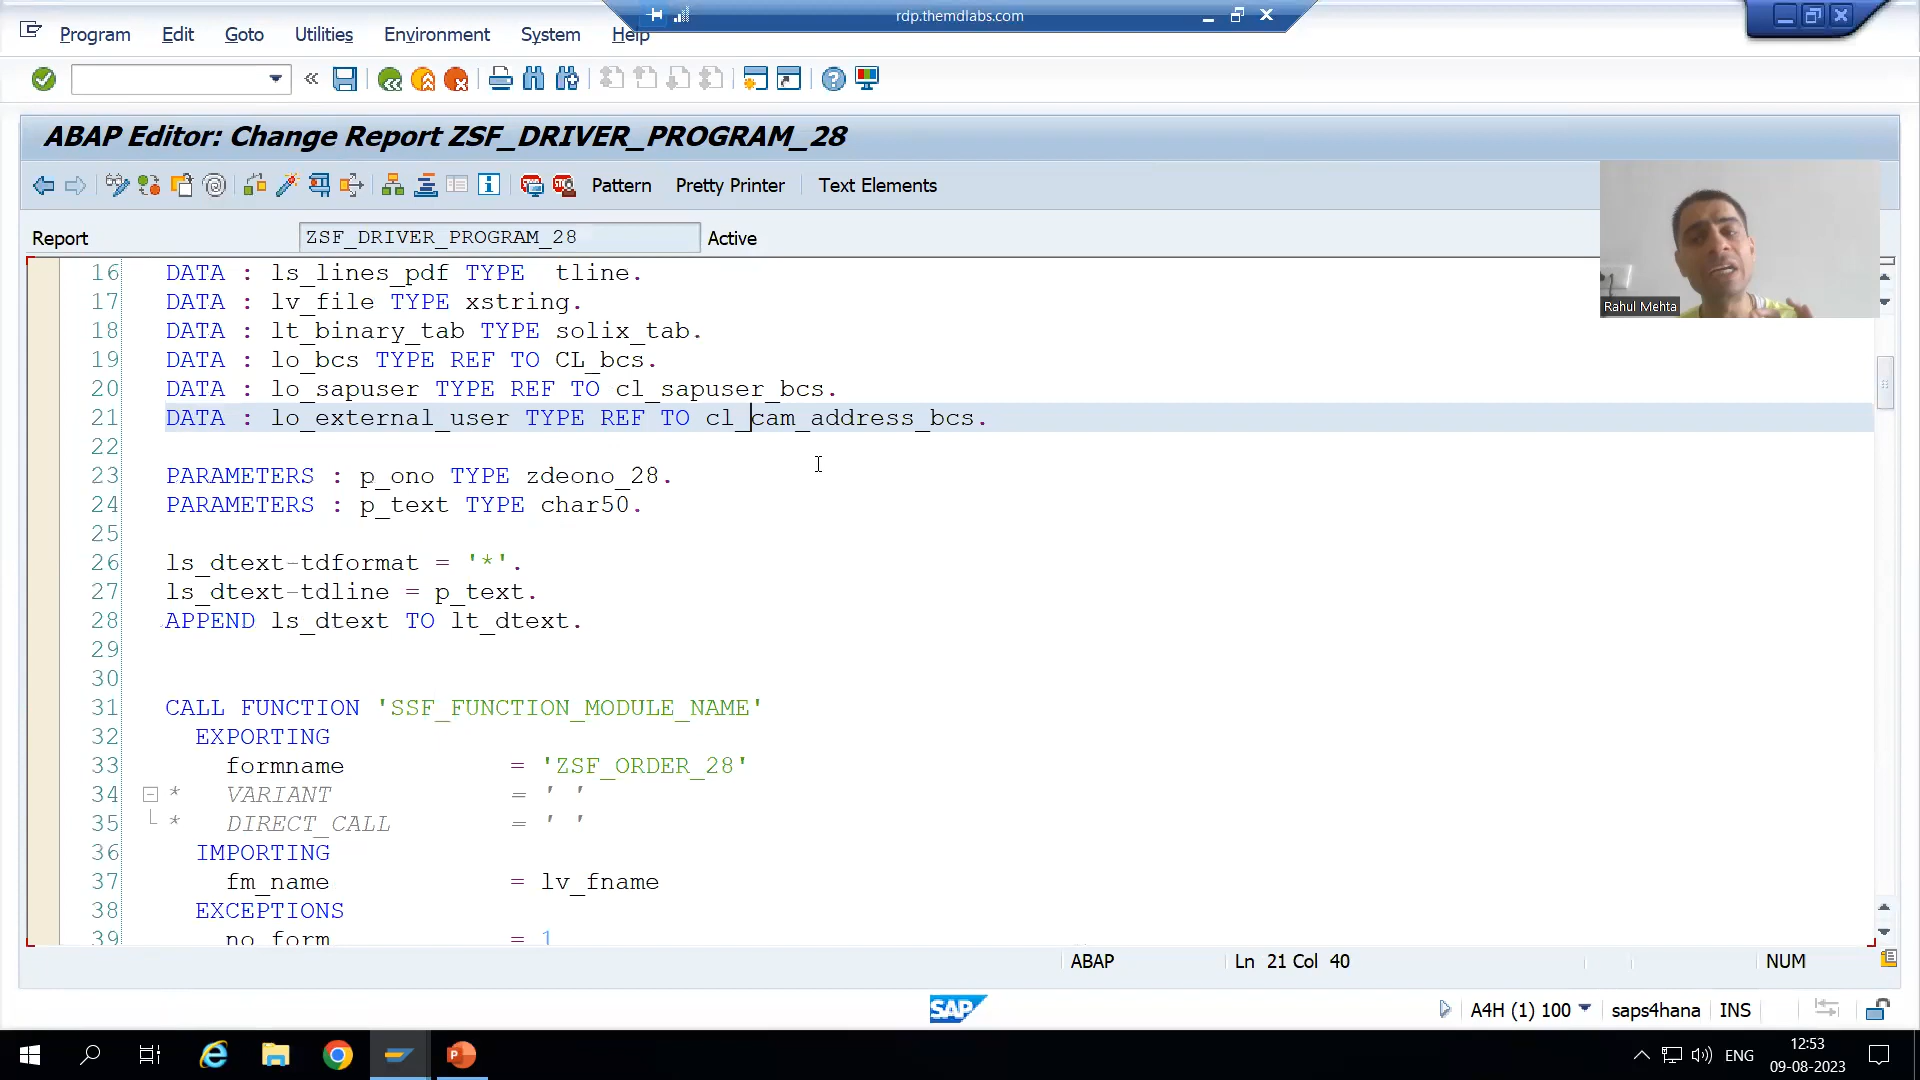 rdp.themdlabs.com
Program Edit Goto Utilities Environment System Help
ABAP Editor: Change Report ZSF_DRIVER_PROGRAM_28
Pattern Pretty Printer Text Elements
Report ZSF_DRIVER_PROGRAM_28 Active
Rahul Mehta
16 DATA : ls_lines_pdf TYPE  tline.
17 DATA : lv_file TYPE xstring.
18 DATA : lt_binary_tab TYPE solix_tab.
19 DATA : lo_bcs TYPE REF TO CL_bcs.
20 DATA : lo_sapuser TYPE REF TO cl_sapuser_bcs.
21 DATA : lo_external_user TYPE REF TO cl_cam_address_bcs.
22
23 PARAMETERS : p_ono TYPE zdeono_28.
24 PARAMETERS : p_text TYPE char50.
25
26 ls_dtext-tdformat = '*'.
27 ls_dtext-tdline = p_text.
28 APPEND ls_dtext TO lt_dtext.
29
30
31 CALL FUNCTION 'SSF_FUNCTION_MODULE_NAME'
32 EXPORTING
33 formname = 'ZSF_ORDER_28'
34 * VARIANT = ' '
35 * DIRECT_CALL = ' '
36 IMPORTING
37 fm_name = lv_fname
38 EXCEPTIONS
39 no_form = 1
ABAP Ln 21 Col 40 NUM
SAP A4H (1) 100 saps4hana INS
ENG 12:53
09-08-2023